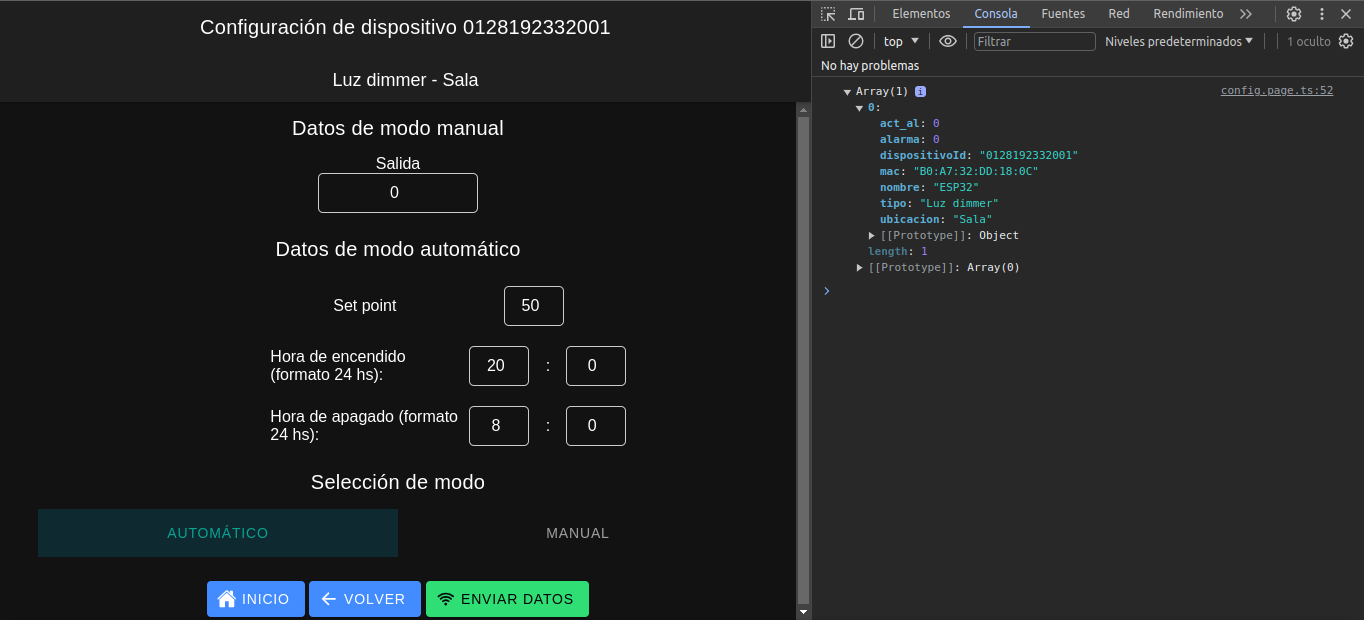 Configuración de dispositivo 0128192332001
Luz dimmer - Sala
Datos de modo manual
Salida
0
Datos de modo automático
Set point 50
Hora de encendido
(formato 24 hs):
20 : 0
Hora de apagado (formato
24 hs):
8 : 0
Selección de modo
AUTOMÁTICO MANUAL
INICIO VOLVER ENVIAR DATOS
Elementos Consola Fuentes Red Rendimiento
top Filtrar Niveles predeterminados 1 oculto
No hay problemas
Array(1) i config.page.ts:52
0:
act_al: 0
alarma: 0
dispositivoId: "0128192332001"
mac: "B0:A7:32:DD:18:0C"
nombre: "ESP32"
tipo: "Luz dimmer"
ubicacion: "Sala"
[[Prototype]]: Object
length: 1
[[Prototype]]: Array(0)